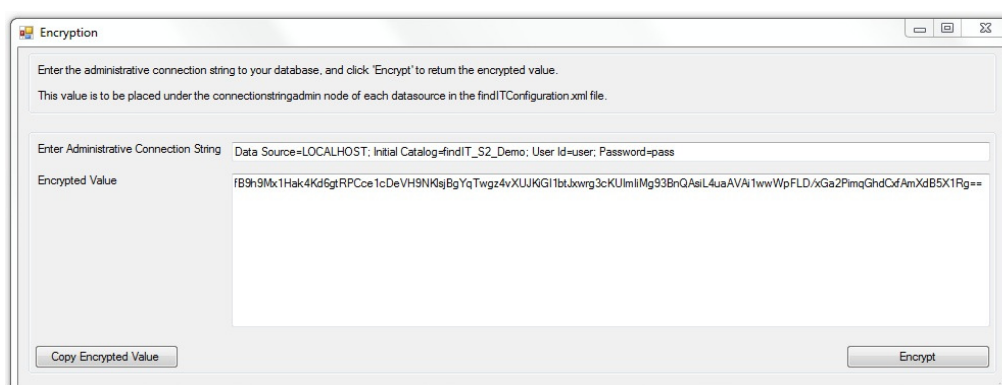 Encryption
Enter the administrative connection string to your database, and click 'Encrypt' to return the encrypted value.
This value is to be placed under the connectionstringadmin node of each datasource in the findITConfiguration.xml file.
Enter Administrative Connection String
Data Source=LOCALHOST; Initial Catalog=findIT_S2_Demo; User Id=user; Password=pass
Encrypted Value
Copy Encrypted Value
Encrypt